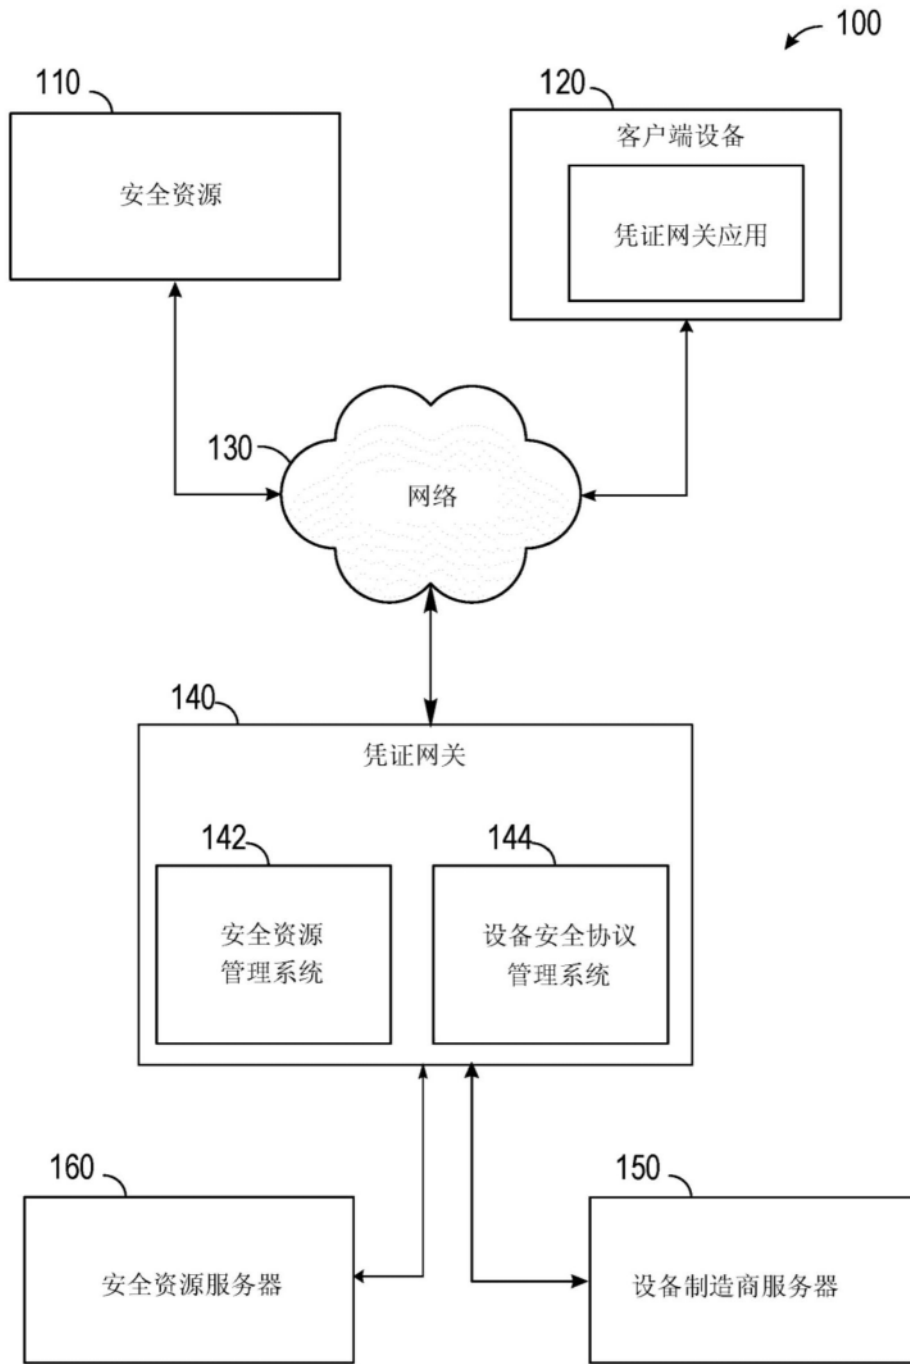 100
110
安全资源
120
客户端设备
凭证网关应用
130
网络
140
凭证网关
142
安全资源
管理系统
144
设备安全协议
管理系统
160
安全资源服务器
150
设备制造商服务器